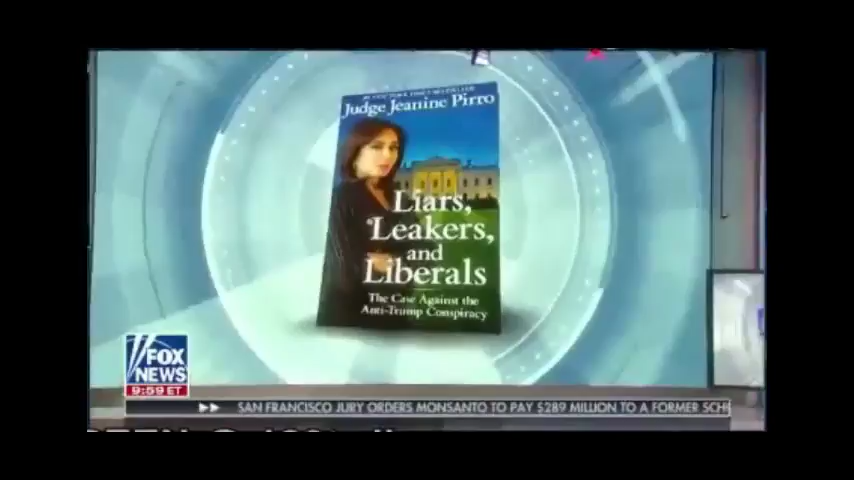 Judge Jeanine Pirro
Liars,
Leakers,
and
Liberals
The Case Against the
Anti-Trump Conspiracy
FOX
NEWS
9:59 ET
SAN FRANCISCO JURY ORDERS MONSANTO TO PAY $289 MILLION TO A FORMER